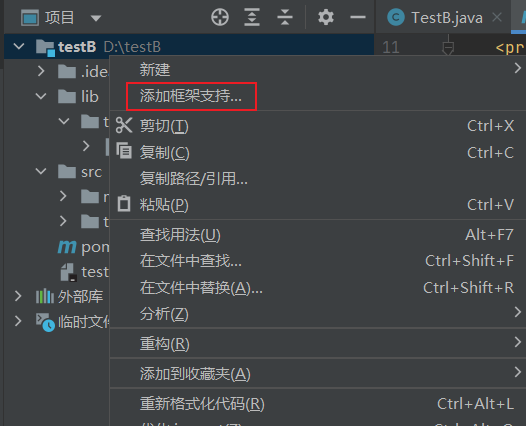 项目
TestB.java
testB D:\testB
11
<pr
.idea
lib
t
src
r
t
pom
test
外部库
临时文件
新建
添加框架支持...
剪切(T) Ctrl+X
复制(C) Ctrl+C
复制路径/引用...
粘贴(P) Ctrl+V
查找用法(U) Alt+F7
在文件中查找... Ctrl+Shift+F
在文件中替换(A)... Ctrl+Shift+R
分析(Z)
重构(R)
添加到收藏夹(A)
重新格式化代码(R) Ctrl+Alt+L